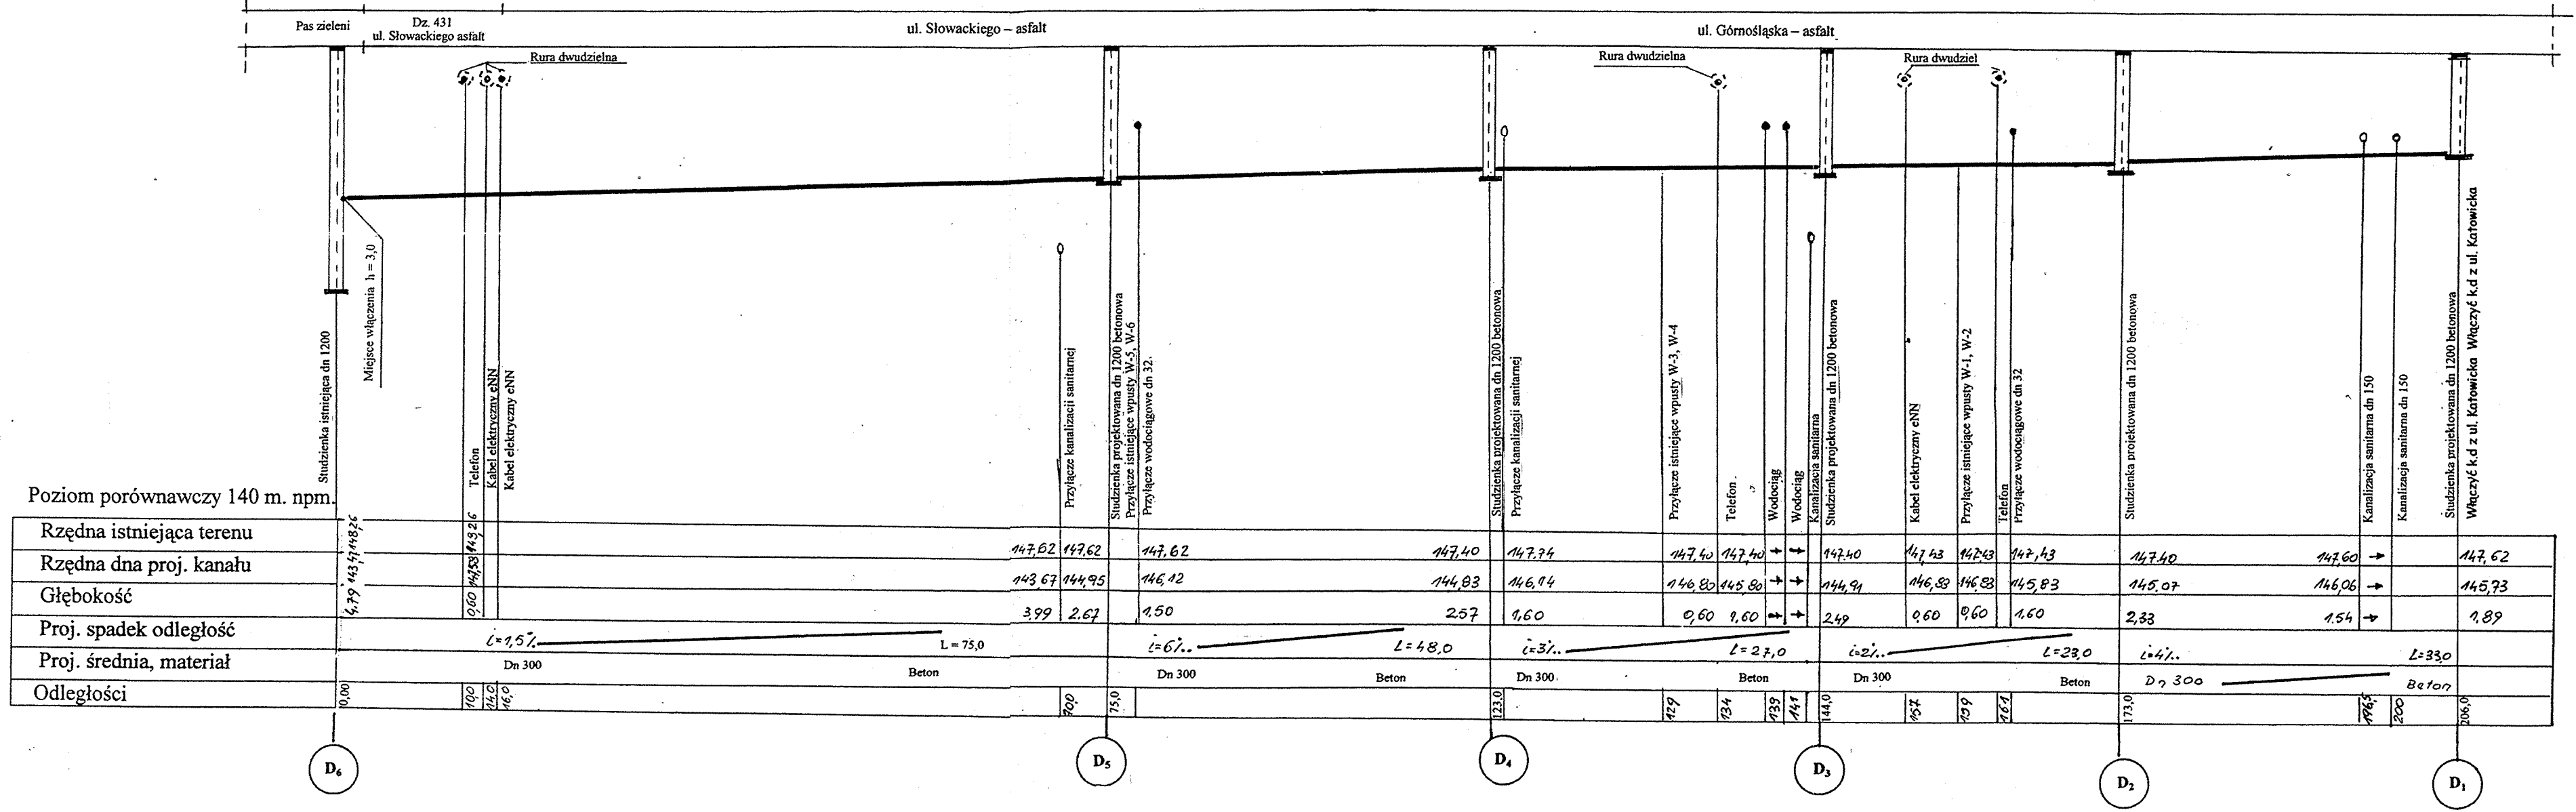 Pas zieleni
Dz. 431
ul. Słowackiego asfalt
ul. Słowackiego – asfalt
ul. Górnośląska – asfalt
Rura dwudzielna
Rura dwudzielna
Rura dwudziel
Studzienka istniejąca dn 1200
Miejsce włączenia h = 3,0
Telefon
Kabel elektryczny eNN
Kabel elektryczny eNN
Przyłącze kanalizacji sanitarnej
Studzienka projektowana dn 1200 betonowa
Przyłącze istniejące wpusty W-5, W-6
Przyłącze wodociągowe dn 32.
Studzienka projektowana dn 1200 betonowa
Przyłącze kanalizacji sanitarnej
Przyłącze istniejące wpusty W-3, W-4
Telefon
Wodociąg
Wodociąg
Kanalizacja sanitarna
Studzienka projektowana dn 1200 betonowa
Kabel elektryczny eNN
Przyłącze istniejące wpusty W-1, W-2
Telefon
Przyłącze wodociągowe dn 32
Studzienka projektowana dn 1200 betonowa
Kanalizacja sanitarna dn 150
Kanalizacja sanitarna dn 150
Studzienka projektowana dn 1200 betonowa
Włączyć k.d z ul. Katowicka Włączyć k.d z ul. Katowicka
Poziom porównawczy 140 m. npm.
Rzędna istniejąca terenu 148,26 149,26 147,62 147,62 147,62 147,40 147.74 147,40 147,40 → → 147.40 147,43 147,43 147,43 147.40 147,60 → 147,62
Rzędna dna proj. kanału 143,47 143,67 144,95 146,12 144,83 146,14 146,80 145,80 → → 144,91 146,83 146,83 145,83 145,07 146,06 → 145,73
Głębokość 4,79 0,60 3,99 2.67 1,50 257 1,60 0,60 1,60 → → 2,49 0,60 0,60 1,60 2,33 1.54 → 1,89
Proj. spadek odległość i=1,5%. L = 75,0 i=6%.. L=48,0 i=3%.. L=27,0 i=2%.. L=23,0 i=4%.. L=33,0
Proj. średnia, materiał Dn 300 Beton Dn 300 Beton Dn 300 Beton Dn 300 Beton Dn 300 Beton
Odległości 0,00 10,0 14,0 16,0 75,0 123,0 129 134 139 141 144,0 157 159 161 173,0 196,5 200 206,0
D6 D5 D4 D3 D2 D1